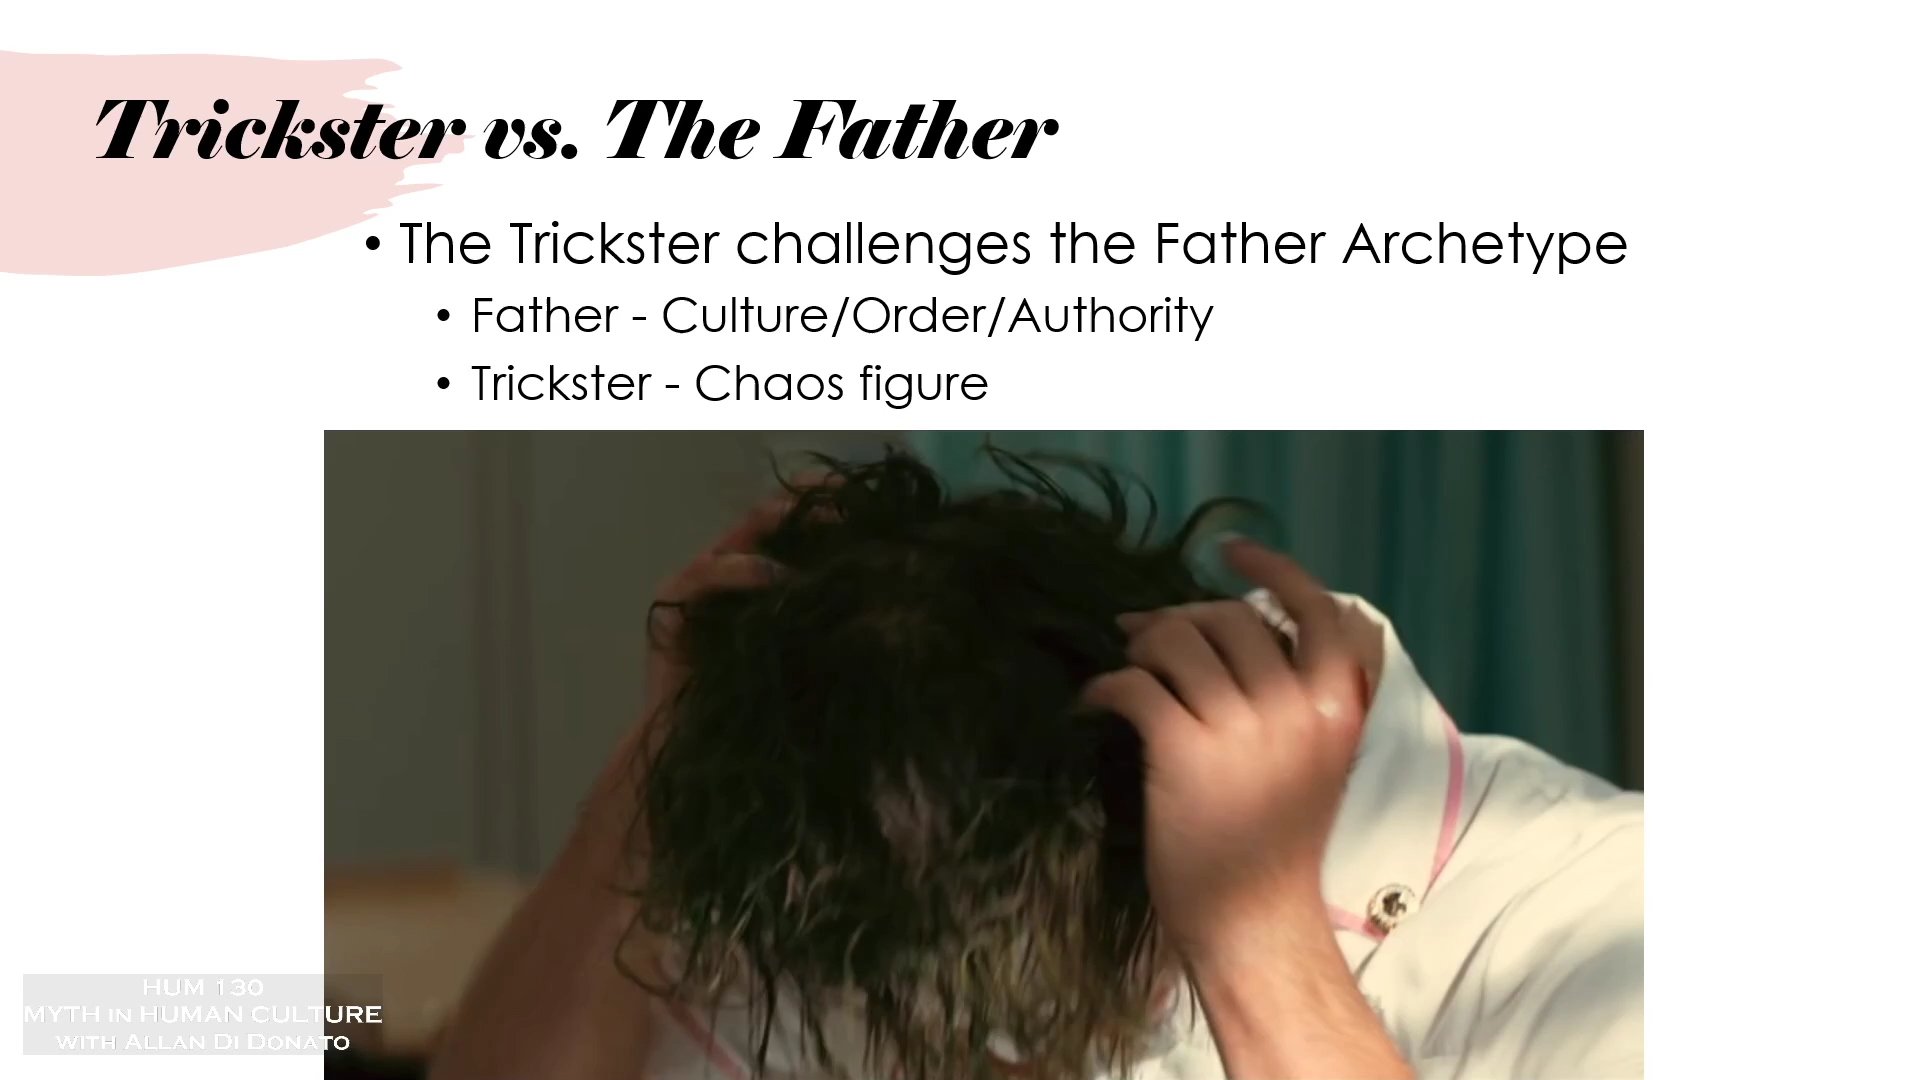 Trickster vs. The Father
• The Trickster challenges the Father Archetype
• Father - Culture/Order/Authority
• Trickster - Chaos figure
HUM 130
MYTH in HUMAN CULTURE
WITH ALLAN DI DONATO